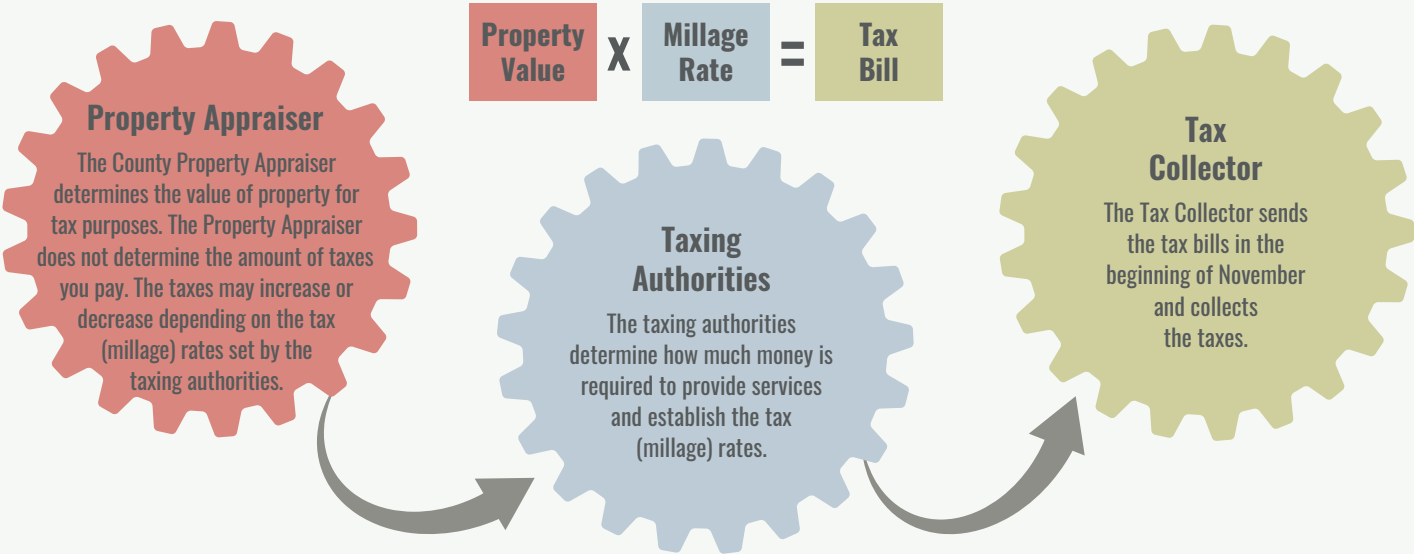 Property
Value
X
Millage
Rate
=
Tax
Bill
Property Appraiser
The County Property Appraiser
determines the value of property for
tax purposes. The Property Appraiser
does not determine the amount of taxes
you pay. The taxes may increase or
decrease depending on the tax
(millage) rates set by the
taxing authorities.
Taxing
Authorities
The taxing authorities
determine how much money is
required to provide services
and establish the tax
(millage) rates.
Tax
Collector
The Tax Collector sends
the tax bills in the
beginning of November
and collects
the taxes.